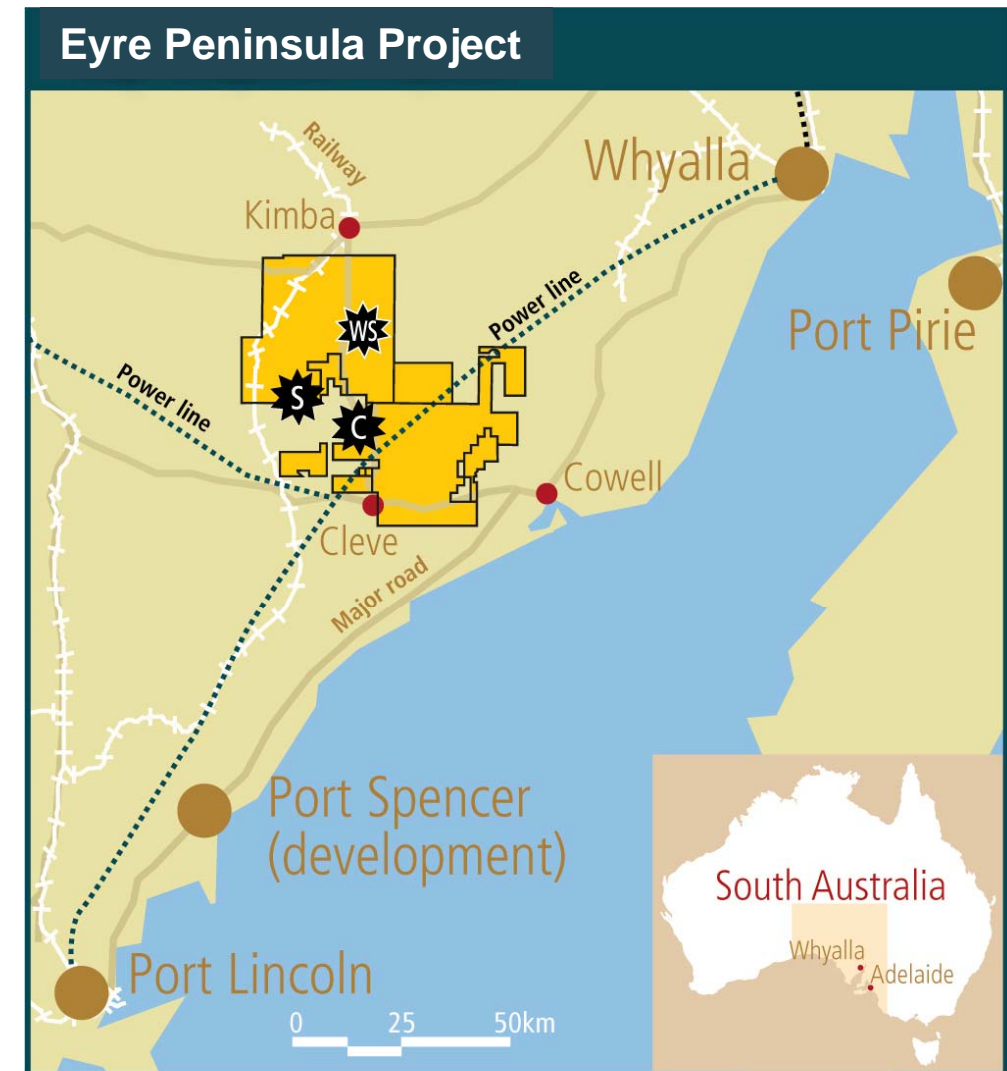 Eyre Peninsula Project
Railway
Whyalla
Kimba
Port Pirie
WS
Power line
Power line
S
C
Cowell
Cleve
Major road
Port Spencer
(development)
South Australia
Whyalla
Adelaide
Port Lincoln
0 25 50km